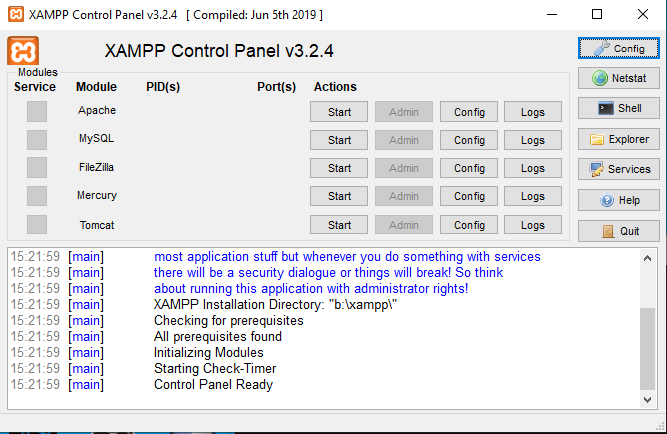 XAMPP Control Panel v3.2.4 [ Compiled: Jun 5th 2019 ]
XAMPP Control Panel v3.2.4
Config
Modules
Service Module PID(s) Port(s) Actions
Netstat
Apache Start Admin Config Logs
Shell
MySQL Start Admin Config Logs
Explorer
FileZilla Start Admin Config Logs
Services
Mercury Start Admin Config Logs
Help
Tomcat Start Admin Config Logs
Quit
15:21:59 [main] most application stuff but whenever you do something with services
15:21:59 [main] there will be a security dialogue or things will break! So think
15:21:59 [main] about running this application with administrator rights!
15:21:59 [main] XAMPP Installation Directory: "b:\xampp\"
15:21:59 [main] Checking for prerequisites
15:21:59 [main] All prerequisites found
15:21:59 [main] Initializing Modules
15:21:59 [main] Starting Check-Timer
15:21:59 [main] Control Panel Ready